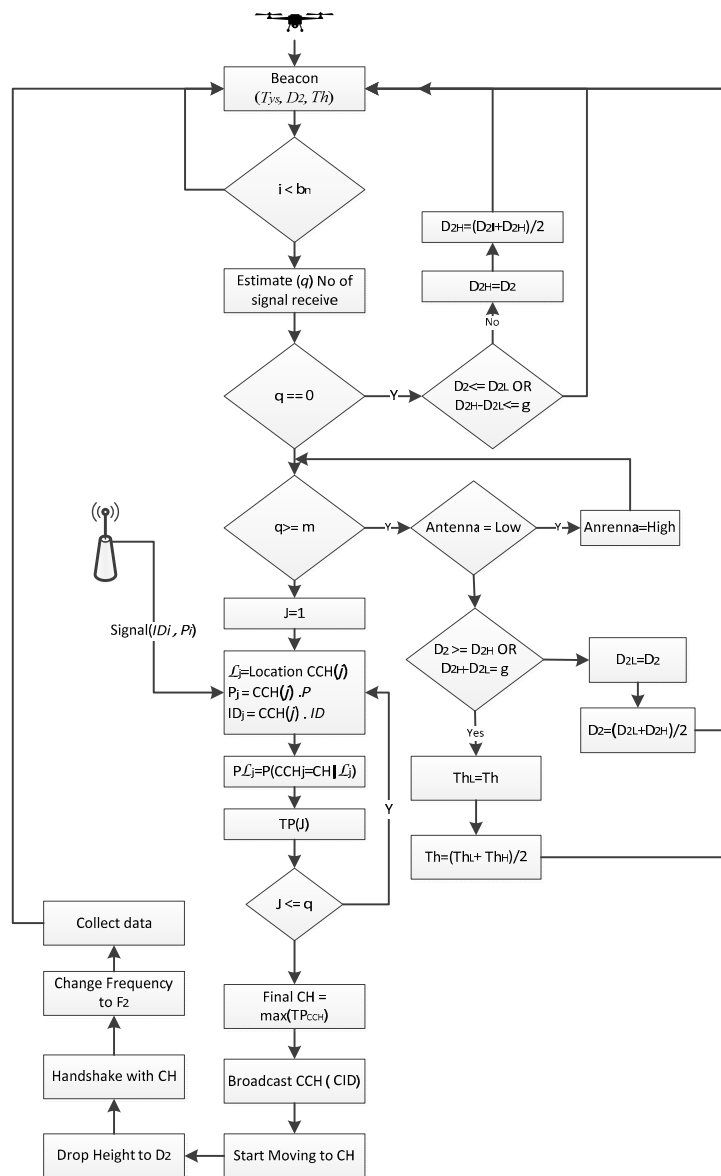 Beacon
(Tys, D2, Th)
i < bn
D2H=(D2l+D2H)/2
Estimate (q) No of
signal receive
D2H=D2
No
q == 0
Y
D2<= D2L OR
D2H-D2L<= g
q>= m
Y
Antenna = Low
Y
Anrenna=High
J=1
Signal(IDi , Pi)
ℒj=Location CCH(j)
Pj = CCH(j) .P
IDj = CCH(j) . ID
D2 >= D2H OR
D2H-D2L= g
D2L=D2
Yes
D2=(D2L+D2H)/2
Pℒj=P(CCHj=CH|ℒj)
ThL=Th
Y
TP(J)
Th=(ThL+ ThH)/2
J <= q
Collect data
Change Frequency
to F2
Final CH =
max(TPCCH)
Handshake with CH
Broadcast CCH ( CID)
Drop Height to D2
Start Moving to CH